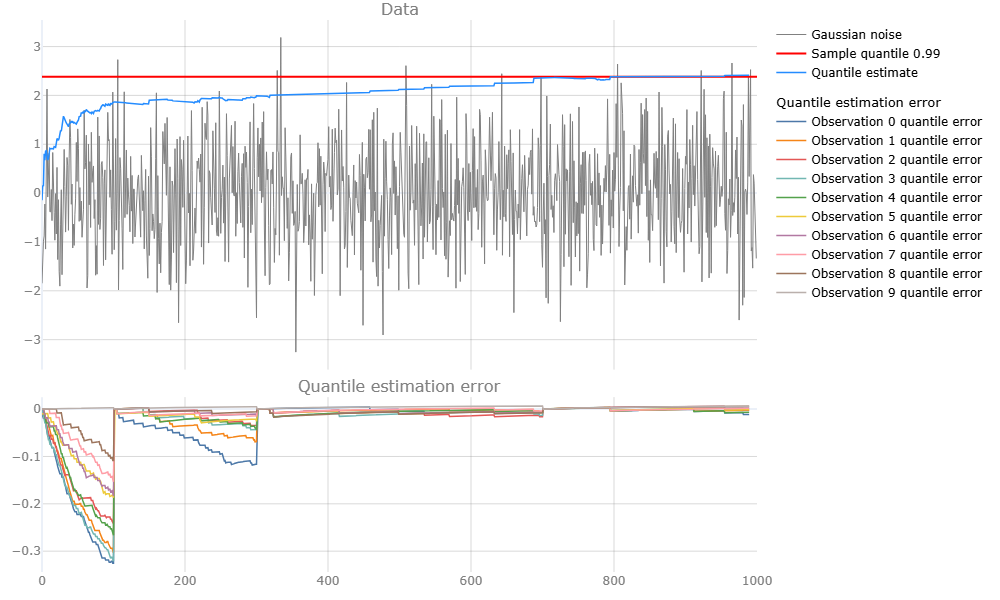 Data
3
2
1
0
−1
−2
−3
Gaussian noise
Sample quantile 0.99
Quantile estimate
Quantile estimation error
Observation 0 quantile error
Observation 1 quantile error
Observation 2 quantile error
Observation 3 quantile error
Observation 4 quantile error
Observation 5 quantile error
Observation 6 quantile error
Observation 7 quantile error
Observation 8 quantile error
Observation 9 quantile error
Quantile estimation error
0
−0.1
−0.2
−0.3
0 200 400 600 800 1000